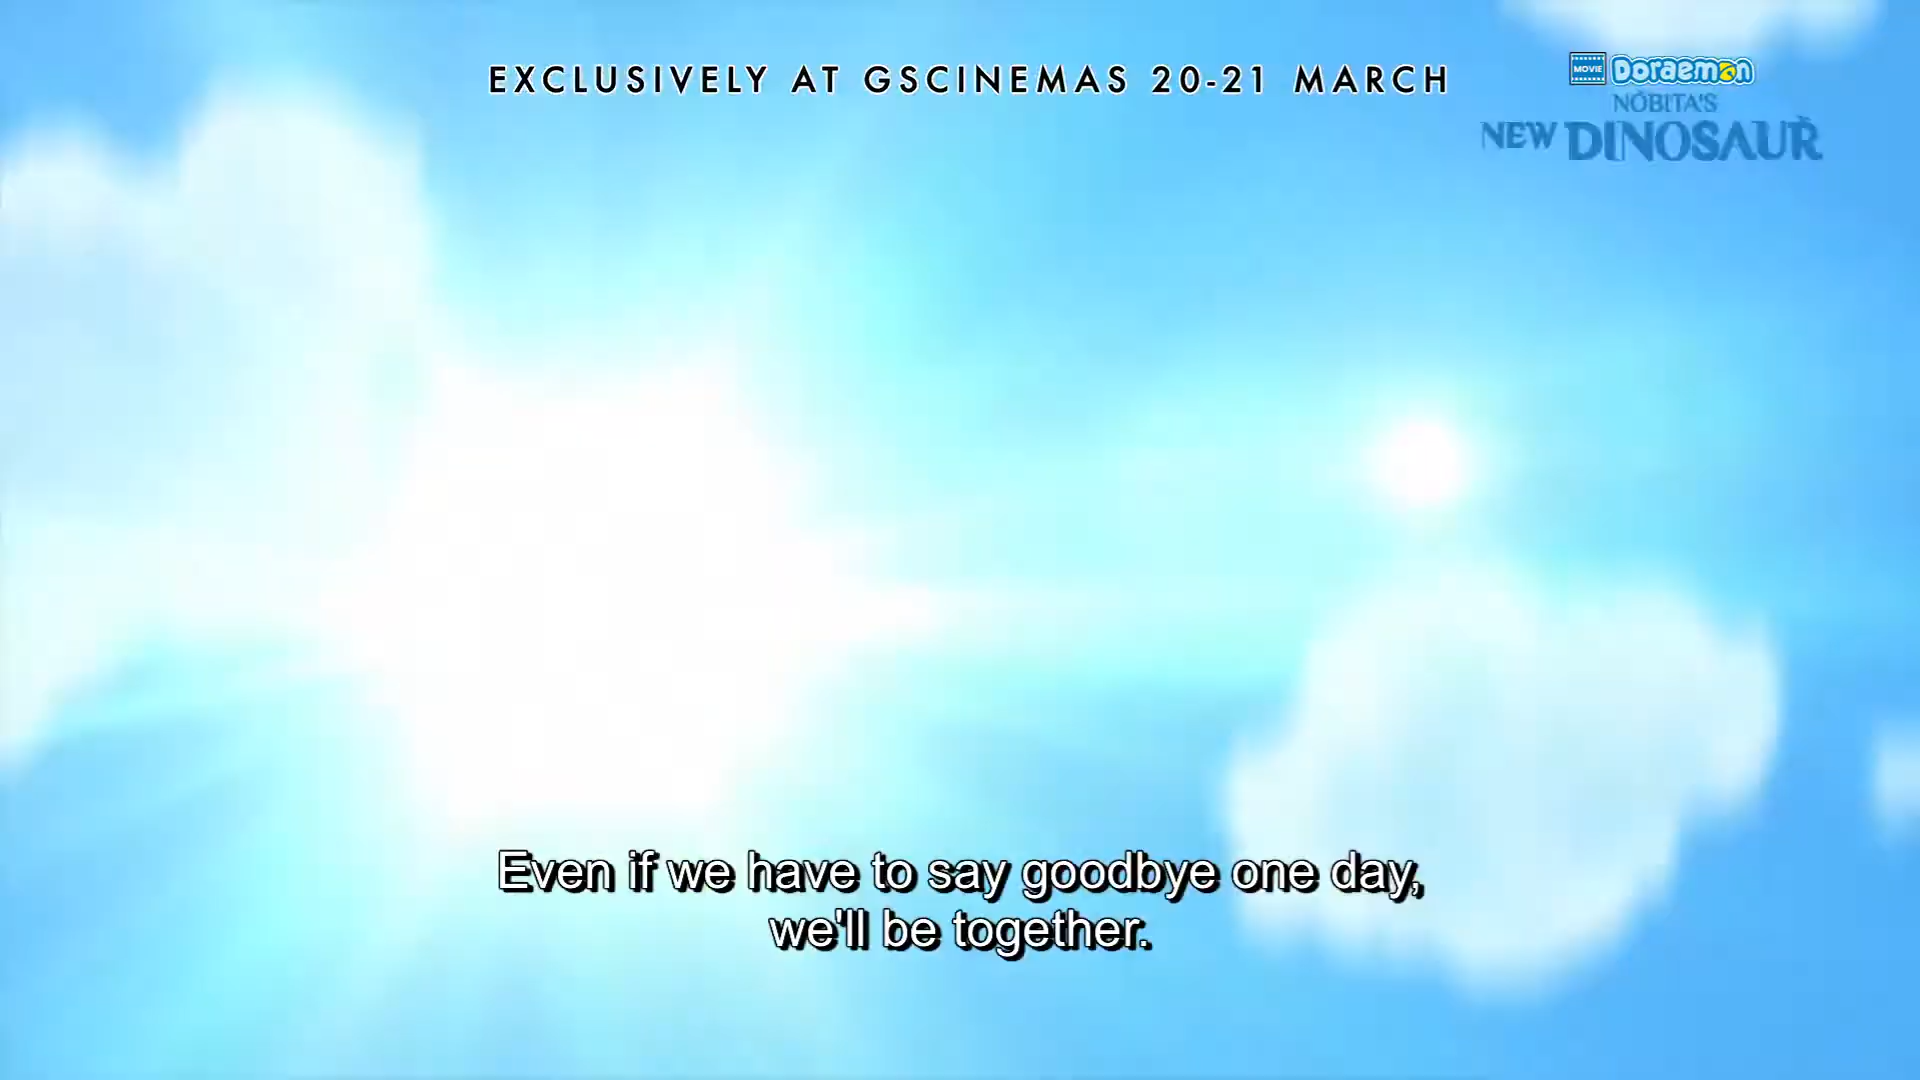 EXCLUSIVELY AT GSCINEMAS 20-21 MARCH
MOVIE Doraemon
NOBITA'S
NEW DINOSAUR
Even if we have to say goodbye one day,
we'll be together.